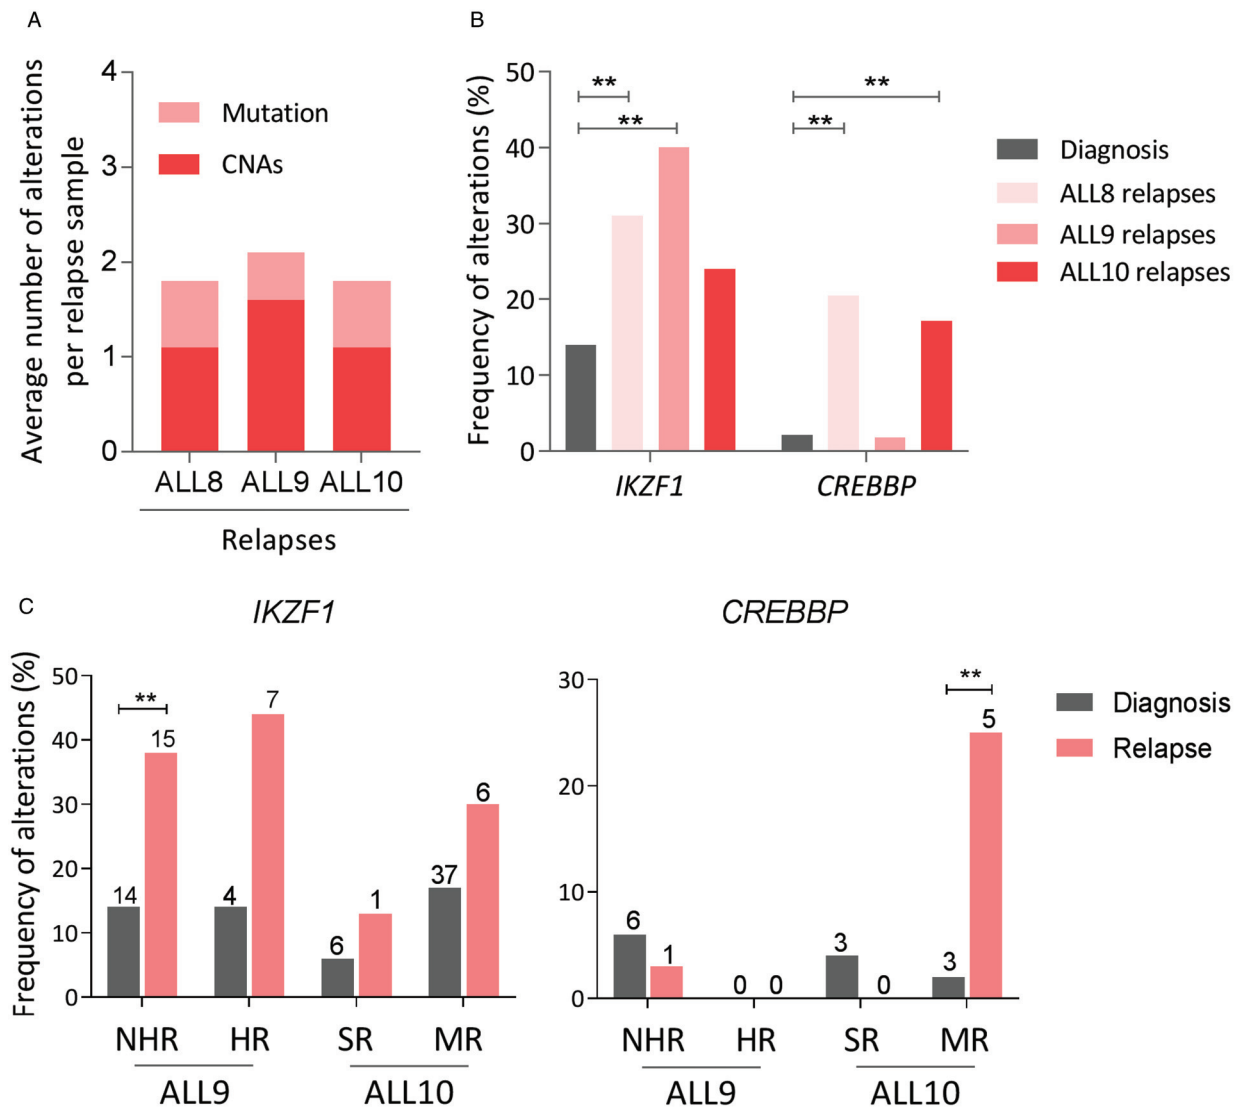 A
Average number of alterations
per relapse sample
4
3
2
1
0
Mutation
CNAs
ALL8 ALL9 ALL10
Relapses
B
Frequency of alterations (%)
50
40
30
20
10
0
**
**
**
**
IKZF1 CREBBP
Diagnosis
ALL8 relapses
ALL9 relapses
ALL10 relapses
C
IKZF1
Frequency of alterations (%)
50
40
30
20
10
0
**
14 15 4 7 6 1 37 6
NHR HR SR MR
ALL9 ALL10
CREBBP
30
20
10
0
**
6 1 0 0 3 0 3 5
NHR HR SR MR
ALL9 ALL10
Diagnosis
Relapse